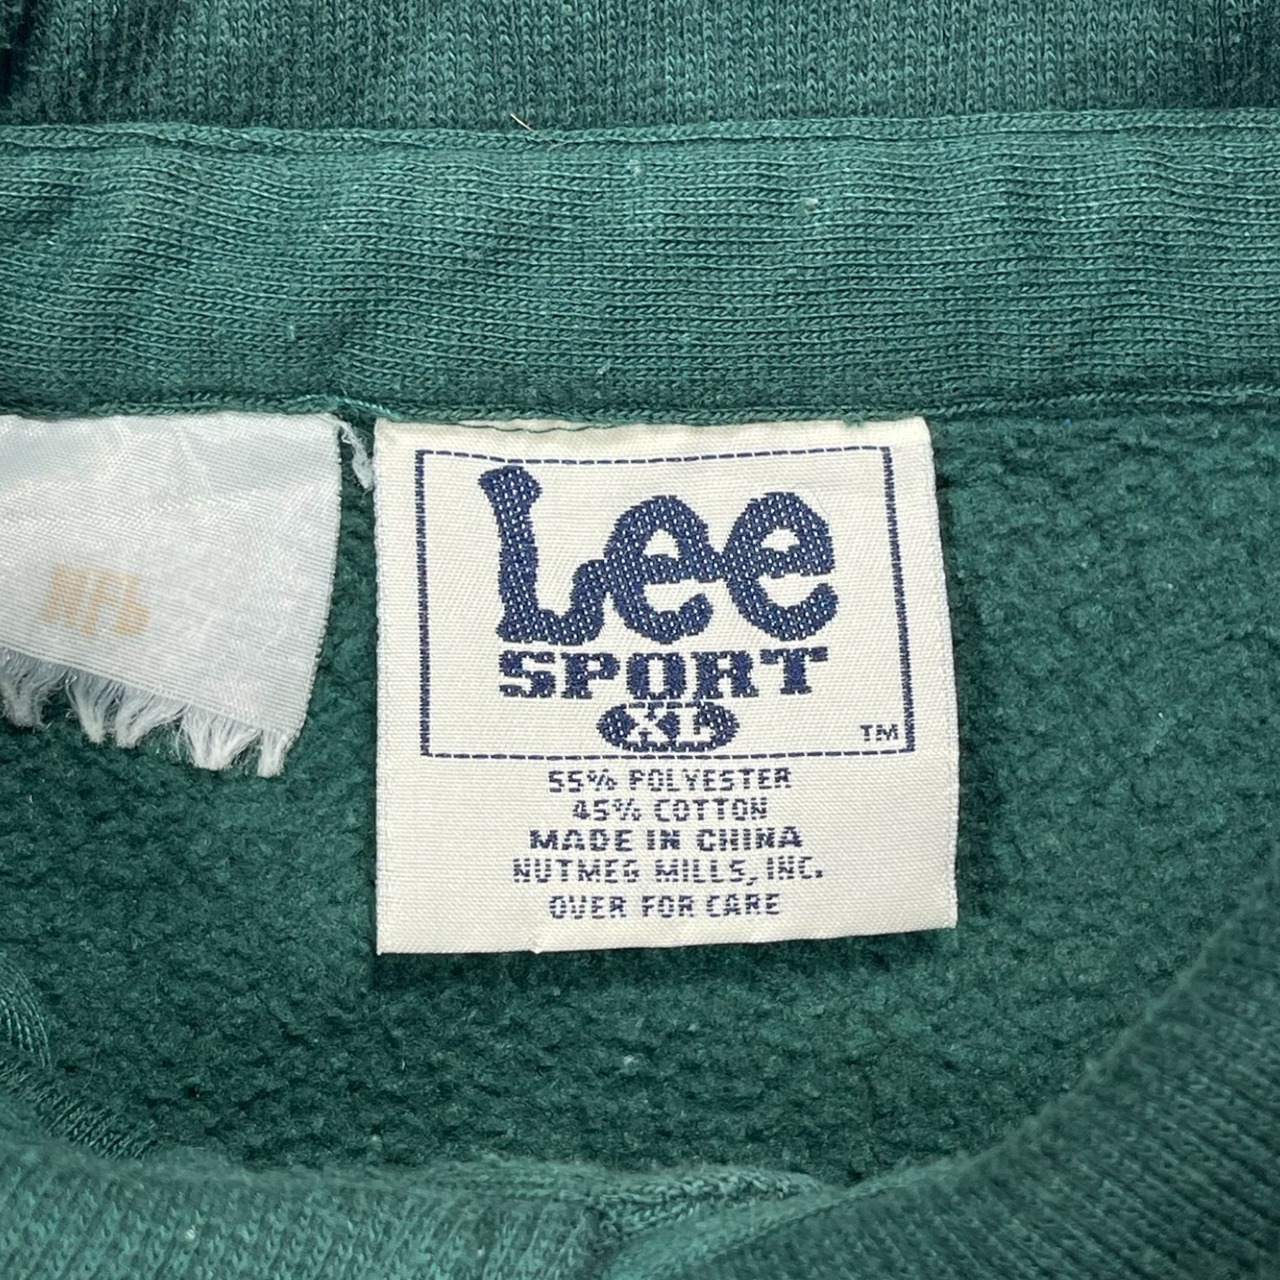 NFL
Lee
SPORT
XL
TM
55% POLYESTER
45% COTTON
MADE IN CHINA
NUTMEG MILLS, INC.
OVER FOR CARE